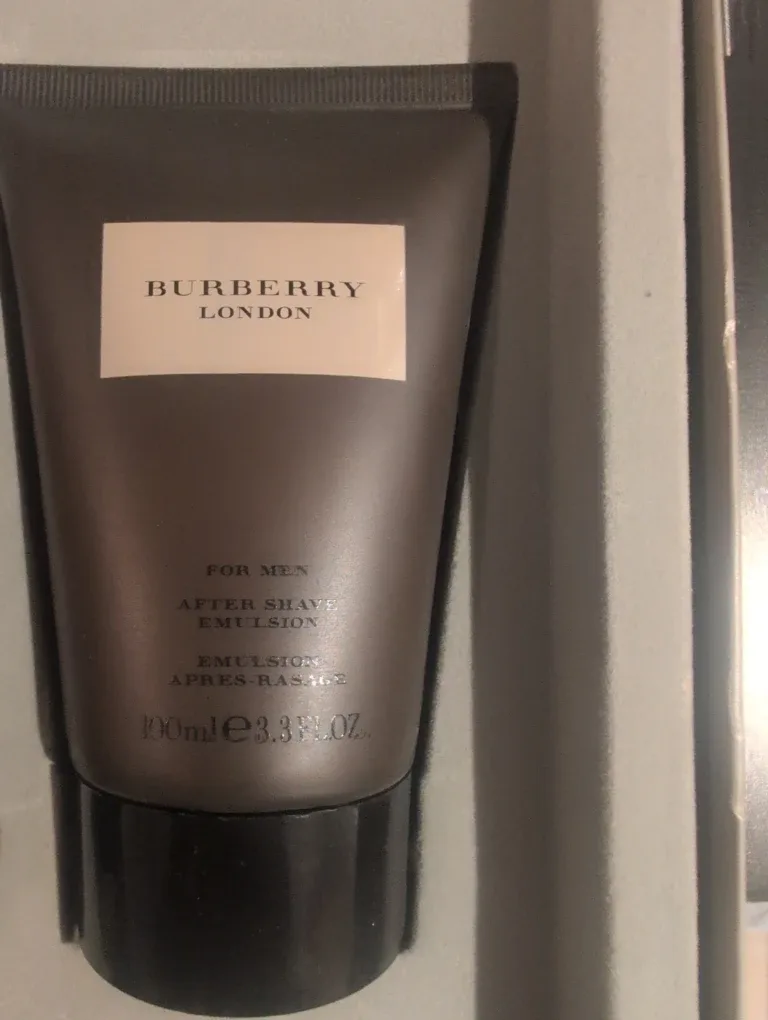 BURBERRY
LONDON
FOR MEN
AFTER SHAVE
EMULSION
EMULSION
APRES-RASAGE
100ml e 3.3 FL.OZ.